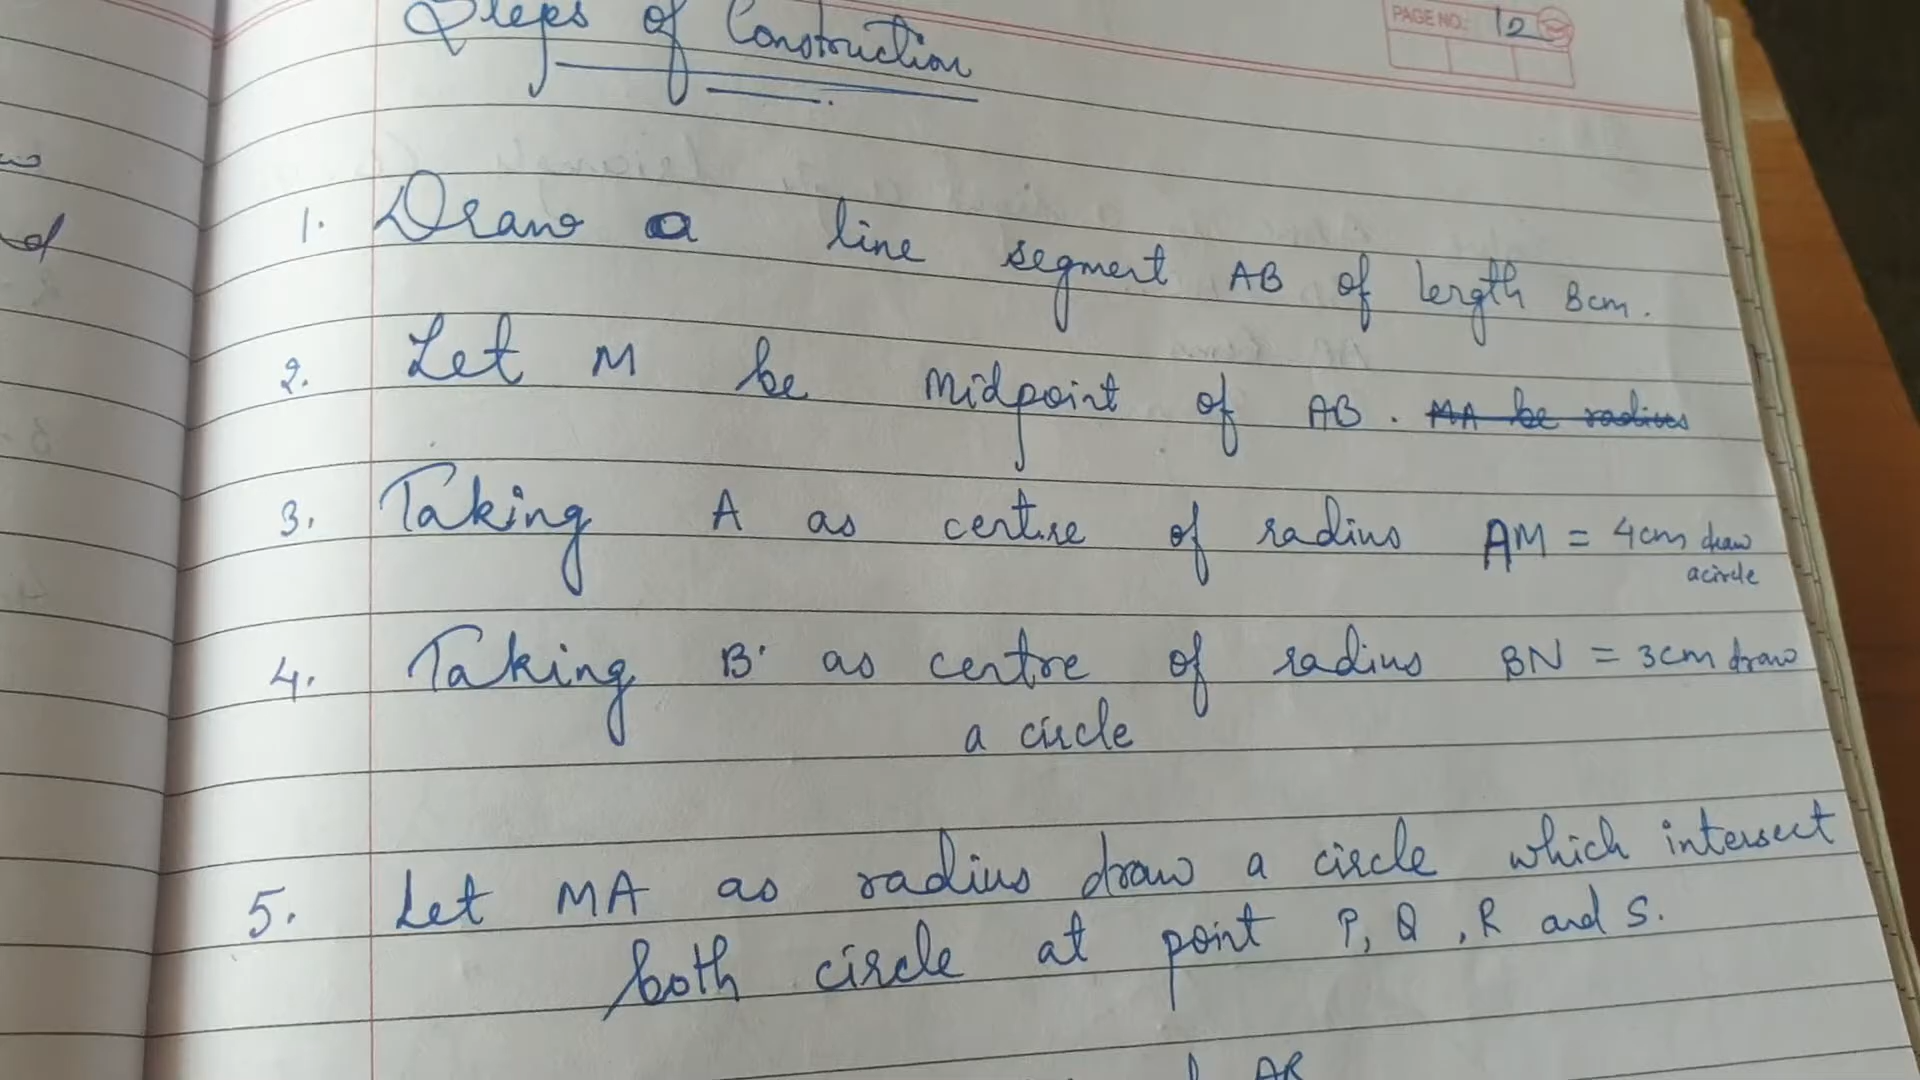 Steps of Construction
PAGE NO.: 12
1. Draw a line segment AB of length 8cm.
2. Let M be midpoint of AB. MA be radius
3. Taking A as centre of radius AM = 4cm draw
a circle
4. Taking B as centre of radius BN = 3cm draw
a circle
5. Let MA as radius draw a circle which intersect
both circle at point P, Q, R and S.